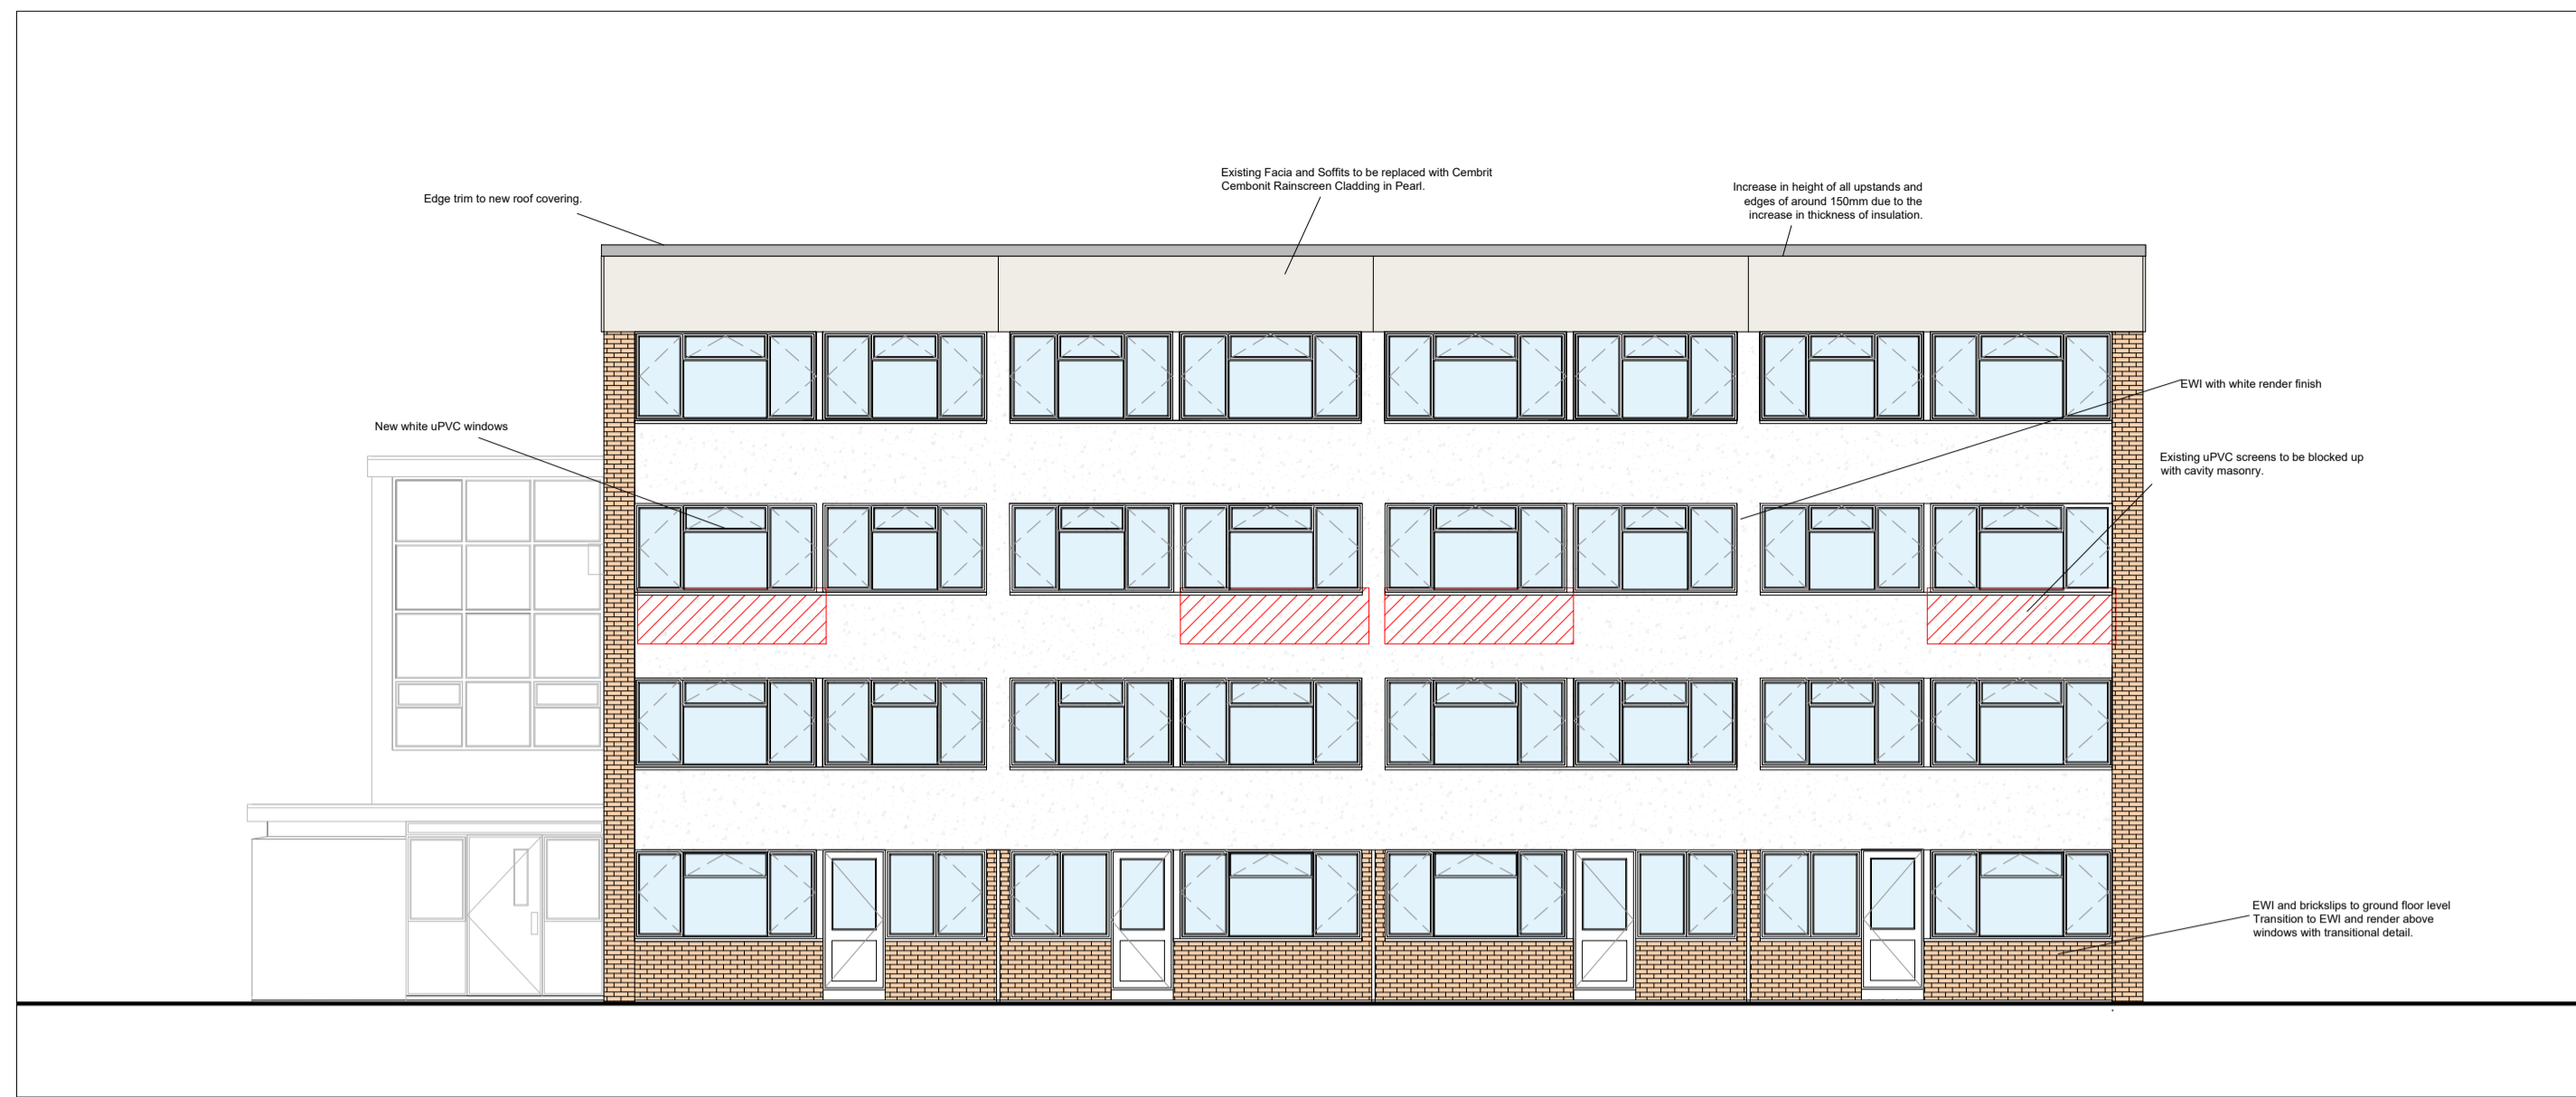 Existing Facia and Soffits to be replaced with Cembrit
Cembonit Rainscreen Cladding in Pearl.
Edge trim to new roof covering.
Increase in height of all upstands and
edges of around 150mm due to the
increase in thickness of insulation.
EWI with white render finish
New white uPVC windows
Existing uPVC screens to be blocked up
with cavity masonry.
EWI and brickslips to ground floor level
Transition to EWI and render above
windows with transitional detail.